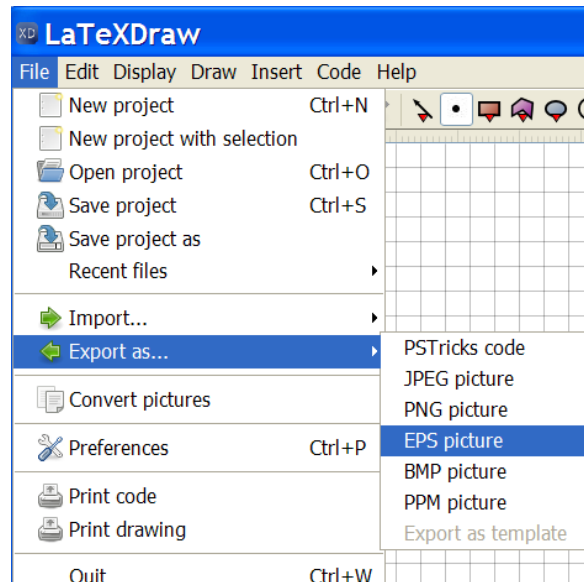 XD LaTeXDraw
File Edit Display Draw Insert Code Help
New project Ctrl+N
New project with selection
Open project Ctrl+O
Save project Ctrl+S
Save project as
Recent files
Import...
Export as...
PSTricks code
JPEG picture
PNG picture
EPS picture
BMP picture
PPM picture
Export as template
Convert pictures
Preferences Ctrl+P
Print code
Print drawing
Quit Ctrl+W